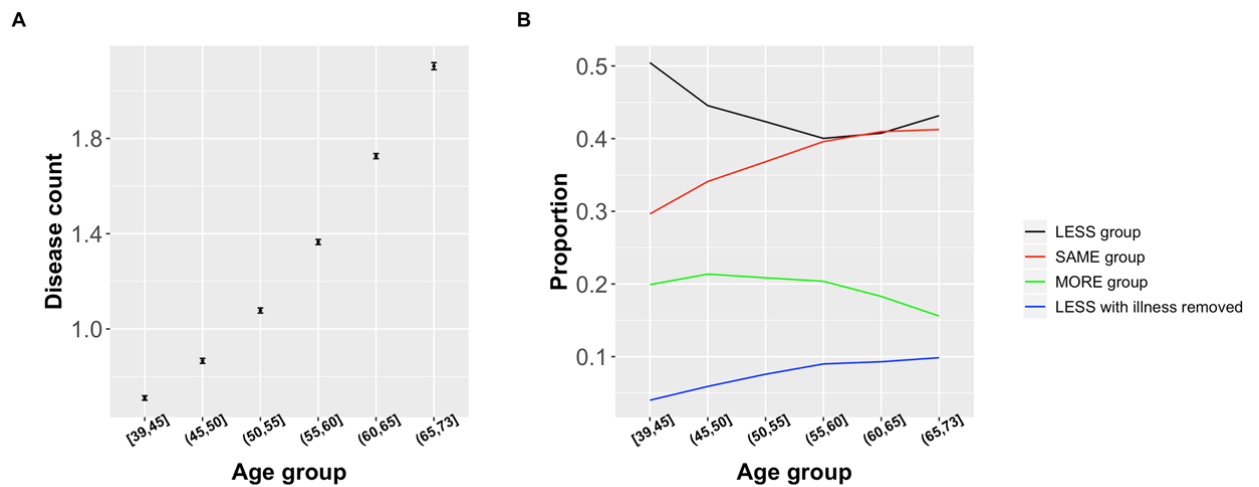 A
B
Disease count
1.8
1.4
1.0
[39,45]
(45,50]
(50,55]
(55,60]
(60,65]
(65,73]
Age group
Proportion
0.5
0.4
0.3
0.2
0.1
[39,45]
(45,50]
(50,55]
(55,60]
(60,65]
(65,73]
Age group
LESS group
SAME group
MORE group
LESS with illness removed